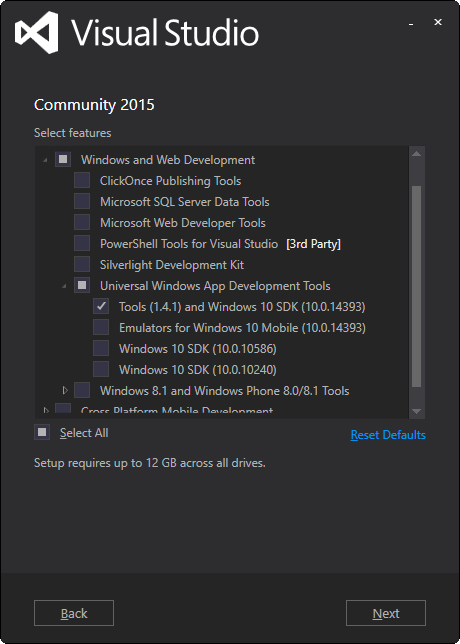 Visual Studio
Community 2015
Select features
Windows and Web Development
ClickOnce Publishing Tools
Microsoft SQL Server Data Tools
Microsoft Web Developer Tools
PowerShell Tools for Visual Studio [3rd Party]
Silverlight Development Kit
Universal Windows App Development Tools
Tools (1.4.1) and Windows 10 SDK (10.0.14393)
Emulators for Windows 10 Mobile (10.0.14393)
Windows 10 SDK (10.0.10586)
Windows 10 SDK (10.0.10240)
Windows 8.1 and Windows Phone 8.0/8.1 Tools
Cross Platform Mobile Development
Select All
Reset Defaults
Setup requires up to 12 GB across all drives.
Back
Next